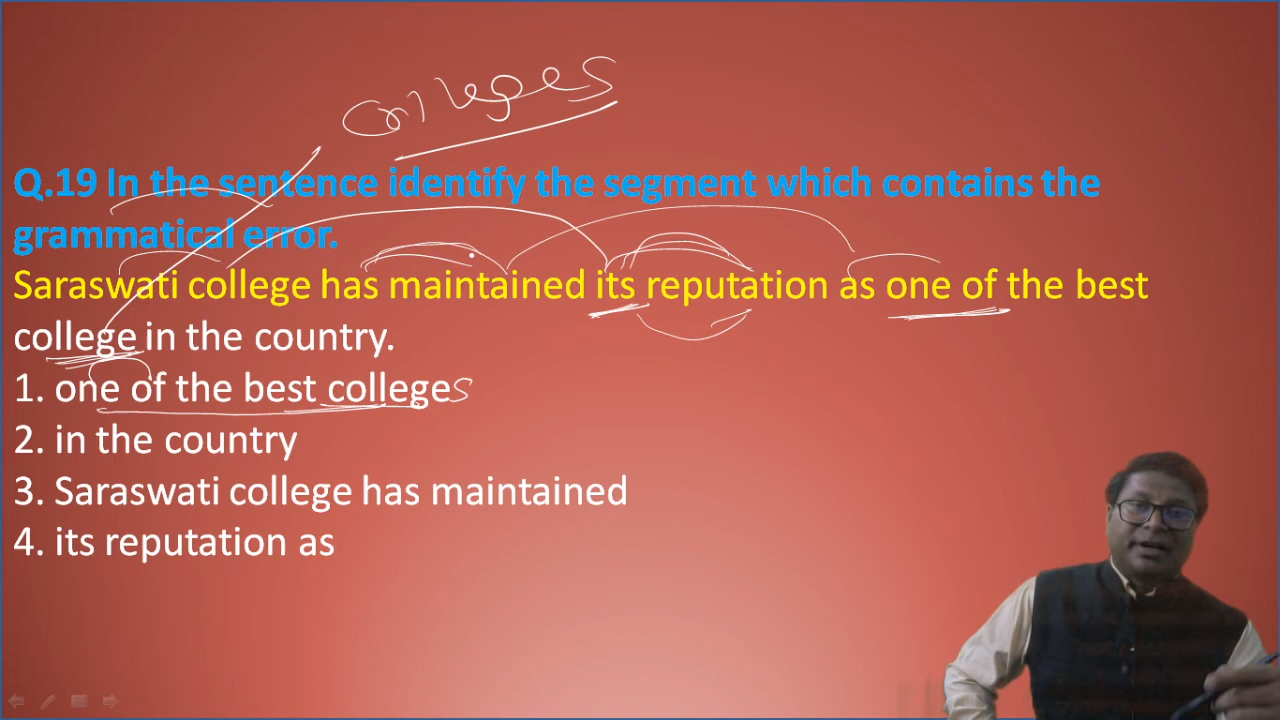 colleges
Q.19 In the sentence identify the segment which contains the
grammatical error.
Saraswati college has maintained its reputation as one of the best
college in the country.
1. one of the best colleges
2. in the country
3. Saraswati college has maintained
4. its reputation as